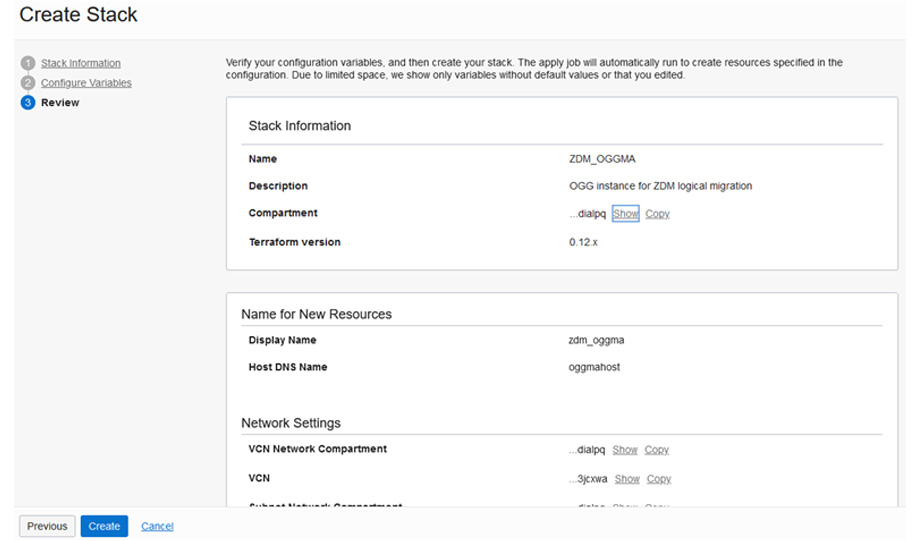 Create Stack
1 Stack Information
2 Configure Variables
3 Review
Verify your configuration variables, and then create your stack. The apply job will automatically run to create resources specified in the
configuration. Due to limited space, we show only variables without default values or that you edited.
Stack Information
Name ZDM_OGGMA
Description OGG instance for ZDM logical migration
Compartment ...dialpq Show Copy
Terraform version 0.12.x
Name for New Resources
Display Name zdm_oggma
Host DNS Name oggmahost
Network Settings
VCN Network Compartment ...dialpq Show Copy
VCN ...3jcxwa Show Copy
Subnet Network Compartment ...dialpq Show Copy
Previous Create Cancel